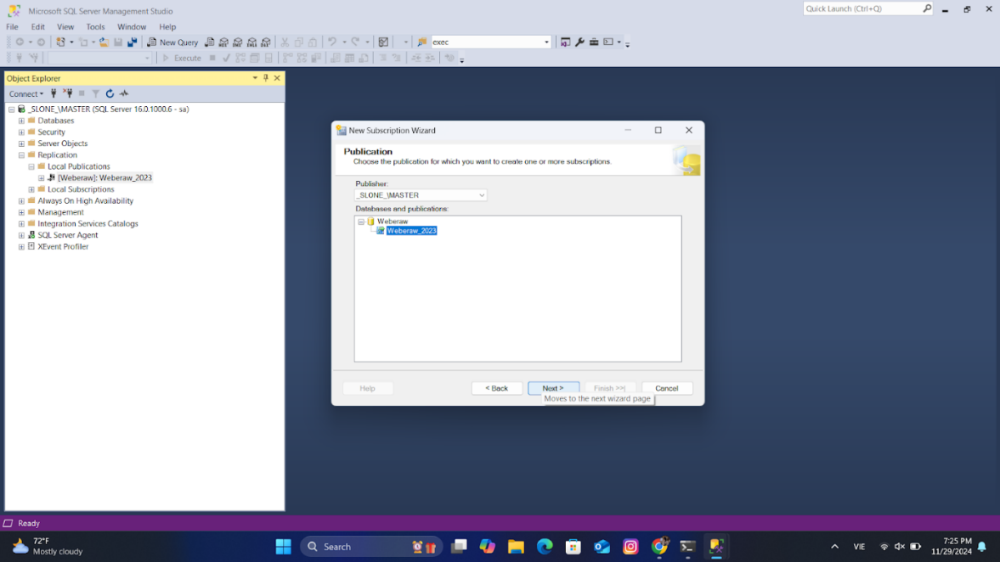 Microsoft SQL Server Management Studio
Quick Launch (Ctrl+Q)
File Edit View Tools Window Help
New Query
exec
Execute
Object Explorer
Connect
_SLONE_\MASTER (SQL Server 16.0.1000.6 - sa)
Databases
Security
Server Objects
Replication
Local Publications
[Weberaw]: Weberaw_2023
Local Subscriptions
Always On High Availability
Management
Integration Services Catalogs
SQL Server Agent
XEvent Profiler
New Subscription Wizard
Publication
Choose the publication for which you want to create one or more subscriptions.
Publisher:
_SLONE_\MASTER
Databases and publications:
Weberaw
Weberaw_2023
Help
< Back
Next >
Finish >>|
Cancel
Moves to the next wizard page
Ready
72°F
Mostly cloudy
Search
VIE
7:25 PM
11/29/2024